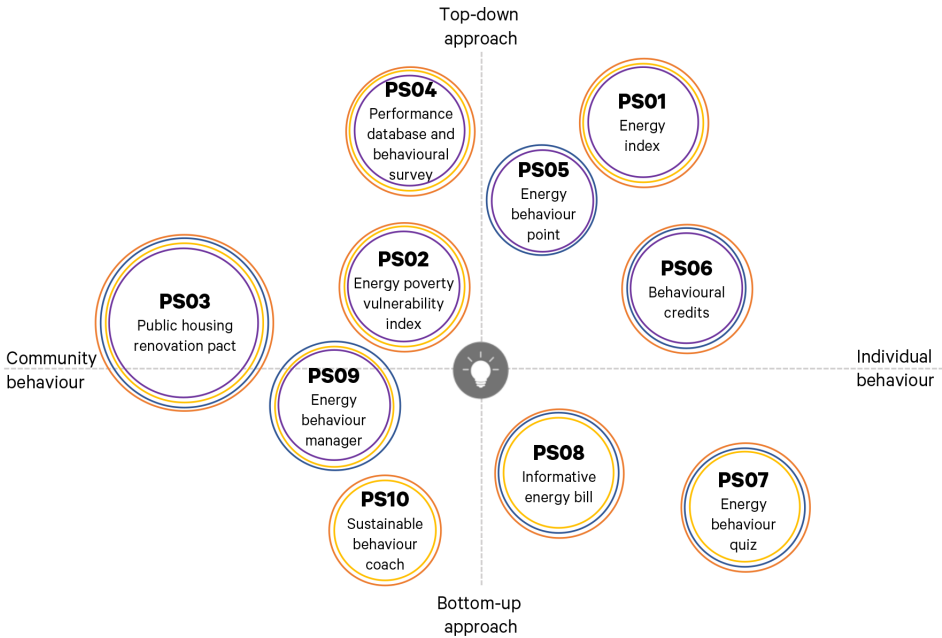 Top-down
approach
PS04
Performance
database and
behavioural
survey
PS01
Energy
index
PS05
Energy
behaviour
point
PS02
Energy poverty
vulnerability
index
PS06
Behavioural
credits
PS03
Public housing
renovation pact
Community
behaviour
Individual
behaviour
PS09
Energy
behaviour
manager
PS08
Informative
energy bill
PS07
Energy
behaviour
quiz
PS10
Sustainable
behaviour
coach
Bottom-up
approach